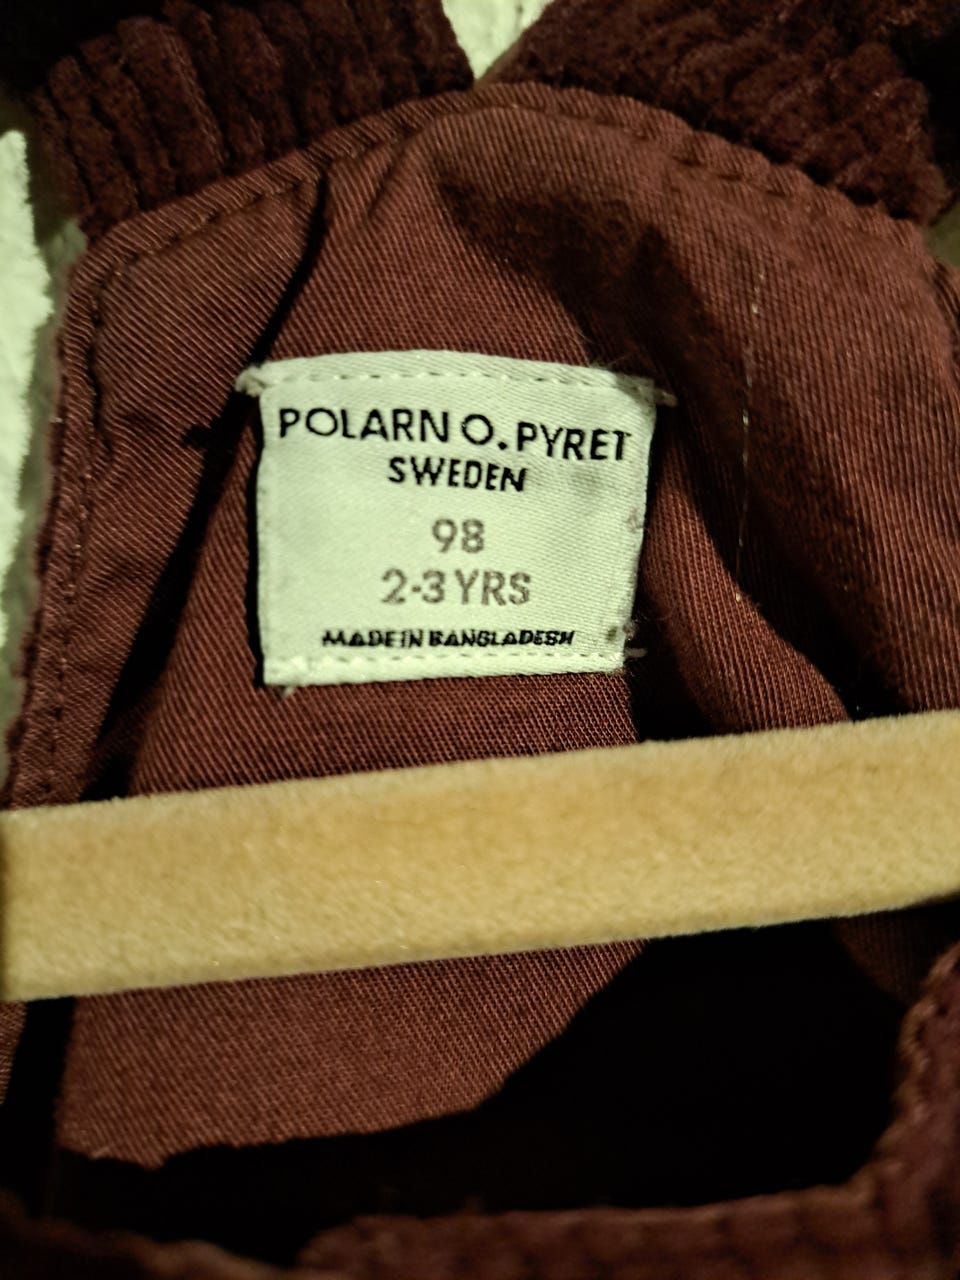 POLARN O. PYRET
SWEDEN
98
2-3 YRS
MADE IN BANGLADESH